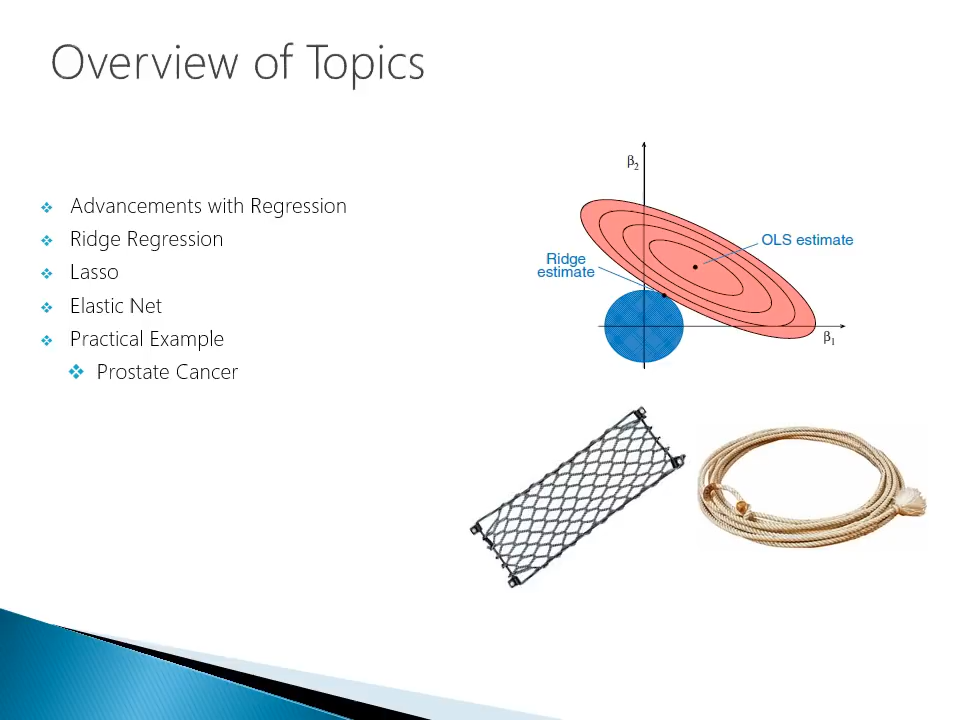 Overview of Topics
Advancements with Regression
Ridge Regression
Lasso
Elastic Net
Practical Example
Prostate Cancer
β2
OLS estimate
Ridge
estimate
β1